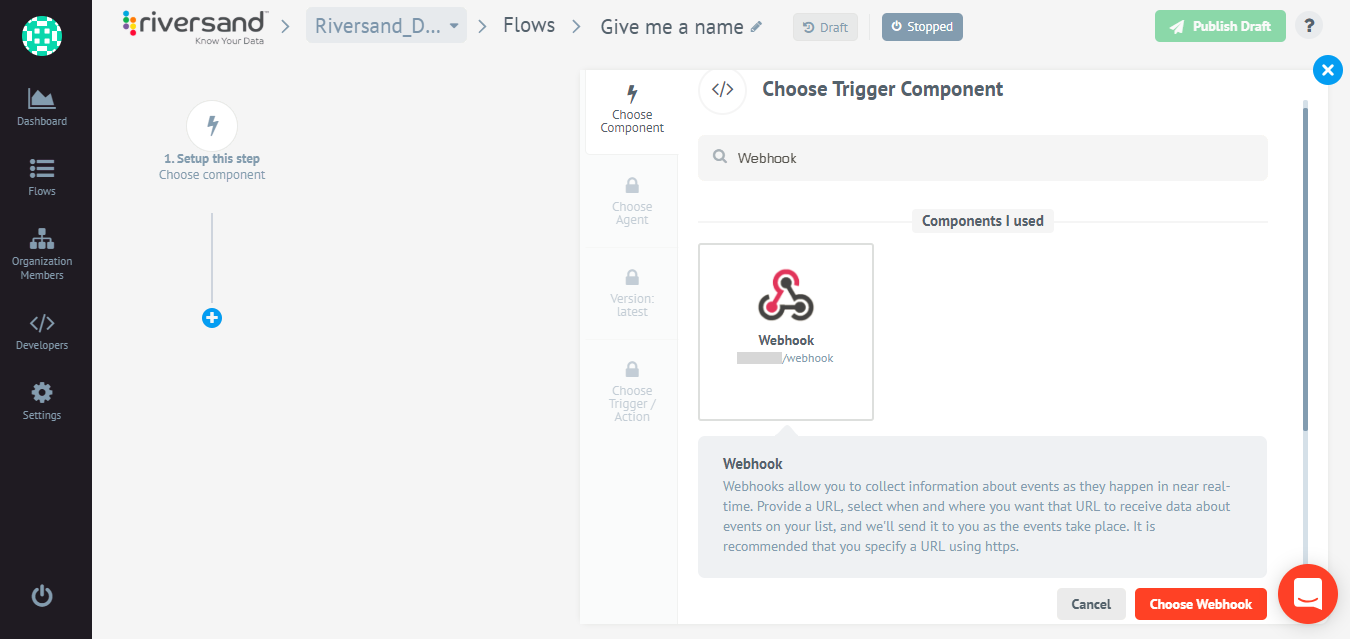 riversand
Know Your Data
Riversand_D...
Flows
Give me a name
Draft
Stopped
Publish Draft
?
Dashboard
Flows
Organization
Members
Developers
Settings
1. Setup this step
Choose component
Choose
Component
Choose
Agent
Version:
latest
Choose
Trigger /
Action
</> Choose Trigger Component
Webhook
Components I used
Webhook
/webhook
Webhook
Webhooks allow you to collect information about events as they happen in near real-
time. Provide a URL, select when and where you want that URL to receive data about
events on your list, and we'll send it to you as the events take place. It is
recommended that you specify a URL using https.
Cancel
Choose Webhook